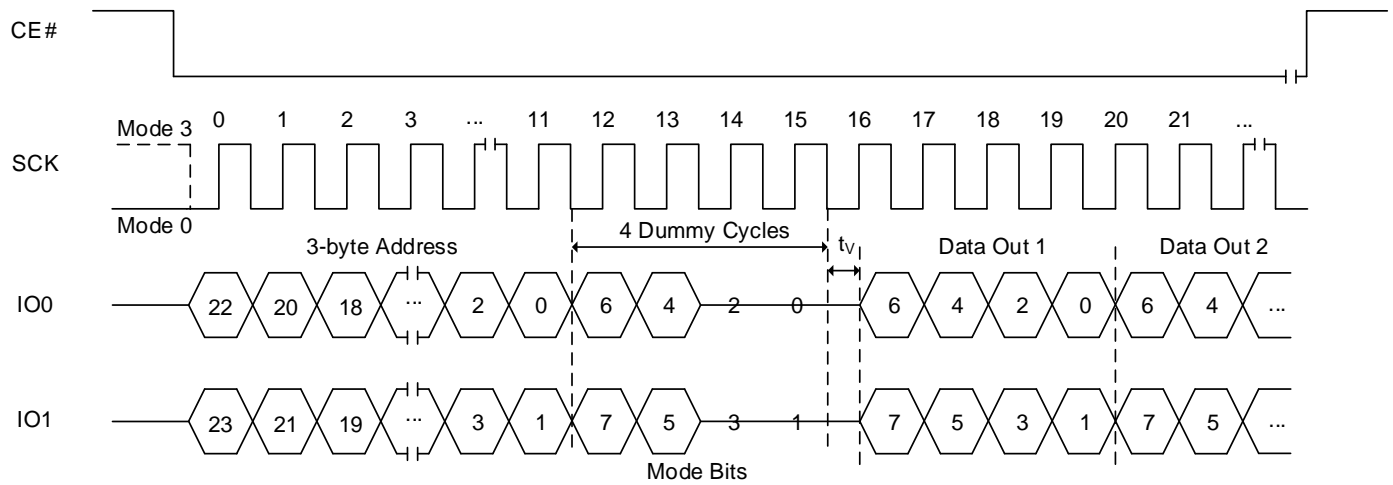 CE#
0 1 2 3 ... 11 12 13 14 15 16 17 18 19 20 21 ...
Mode 3
SCK
Mode 0
4 Dummy Cycles
3-byte Address tV Data Out 1 Data Out 2
IO0 22 20 18 ... 2 0 6 4 2 0 6 4 2 0 6 4 ...
IO1 23 21 19 ... 3 1 7 5 3 1 7 5 3 1 7 5 ...
Mode Bits